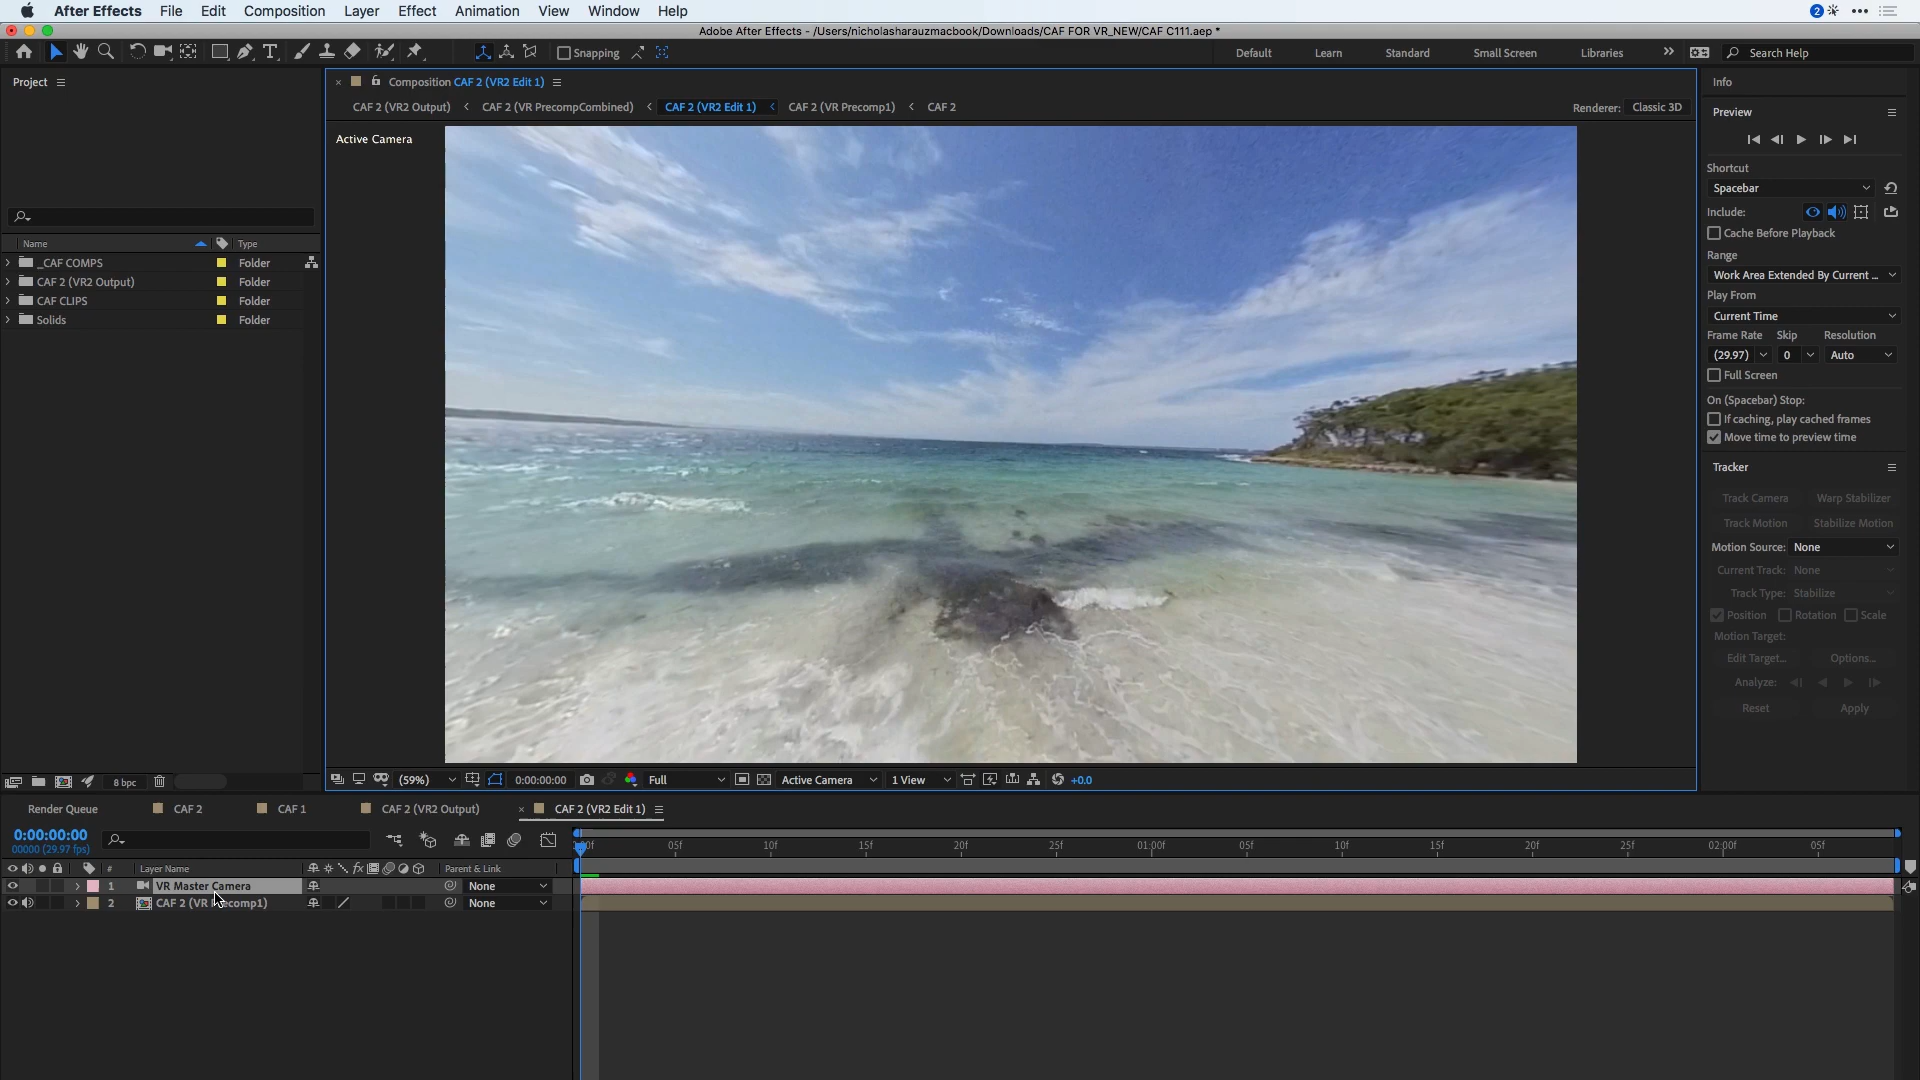 After Effects File Edit Composition Layer Effect Animation View Window Help 2
Adobe After Effects - /Users/nicholasharauzmacbook/Downloads/CAF FOR VR_NEW/CAF C111.aep *
Snapping Default Learn Standard Small Screen Libraries Search Help
Project
Composition CAF 2 (VR2 Edit 1)
CAF 2 (VR2 Output) CAF 2 (VR PrecompCombined) CAF 2 (VR2 Edit 1) CAF 2 (VR Precomp1) CAF 2 Renderer: Classic 3D
Active Camera
Name Type
_CAF COMPS Folder
CAF 2 (VR2 Output) Folder
CAF CLIPS Folder
Solids Folder
8 bpc
(59%) 0:00:00:00 Full Active Camera 1 View +0.0
Info
Preview
Shortcut
Spacebar
Include:
Cache Before Playback
Range
Work Area Extended By Current ...
Play From
Current Time
Frame Rate Skip Resolution
(29.97) 0 Auto
Full Screen
On (Spacebar) Stop:
If caching, play cached frames
Move time to preview time
Tracker
Track Camera Warp Stabilizer
Track Motion Stabilize Motion
Motion Source: None
Current Track: None
Track Type: Stabilize
Position Rotation Scale
Motion Target:
Edit Target... Options...
Analyze:
Reset Apply
Render Queue CAF 2 CAF 1 CAF 2 (VR2 Output) CAF 2 (VR2 Edit 1)
0:00:00:00
00000 (29.97 fps)
05f 10f 15f 20f 25f 01:00f 05f 10f 15f 20f 25f 02:00f 05f
# Layer Name Parent & Link
1 VR Master Camera None
2 CAF 2 (VR Precomp1) None